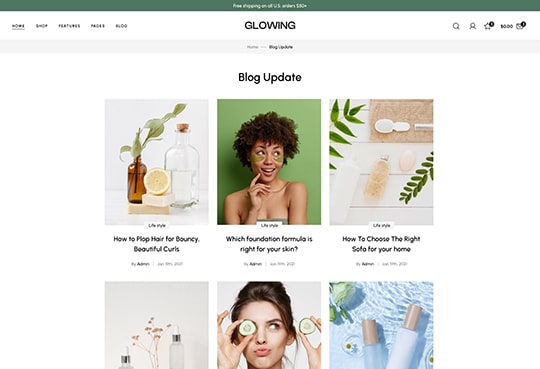 Free shipping on all U.S. orders $50+
HOME SHOP FEATURES PAGES BLOG
GLOWING
$0.00
Home — Blog Update
Blog Update
Life style
How to Plop Hair for Bouncy,
Beautiful Curls
By Admin | Jan 19th, 2021
Life style
Which foundation formula is
right for your skin?
By Admin | Jan 19th, 2021
Life style
How To Choose The Right
Sofa for your home
By Admin | Jan 19th, 2021